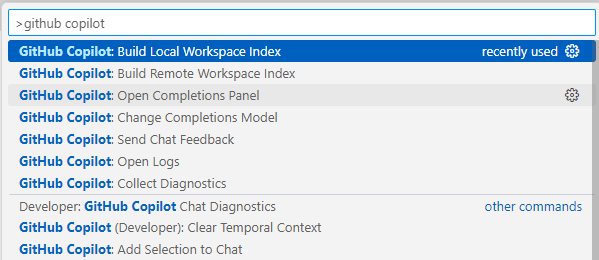 >github copilot
GitHub Copilot: Build Local Workspace Index recently used
GitHub Copilot: Build Remote Workspace Index
GitHub Copilot: Open Completions Panel
GitHub Copilot: Change Completions Model
GitHub Copilot: Send Chat Feedback
GitHub Copilot: Open Logs
GitHub Copilot: Collect Diagnostics
Developer: GitHub Copilot Chat Diagnostics other commands
GitHub Copilot (Developer): Clear Temporal Context
GitHub Copilot: Add Selection to Chat